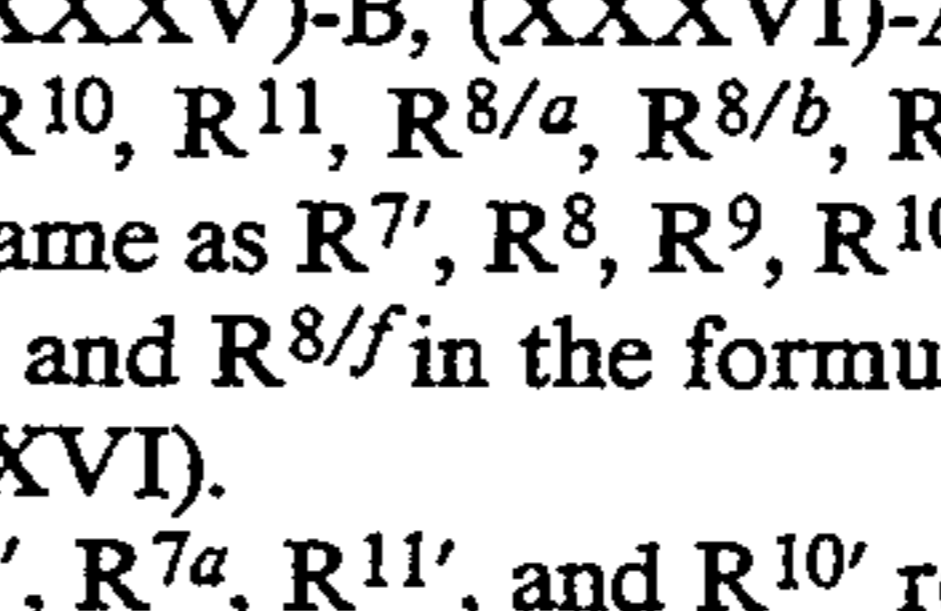 XXXV)-B, (XXXVI)-
R¹⁰, R¹¹, R⁸/ᵃ, R⁸/ᵇ, R
ame as R⁷′, R⁸, R⁹, R¹⁰
and R⁸/ᶠ in the formu
XVI).
′, R⁷ᵃ, R¹¹′, and R¹⁰′ r